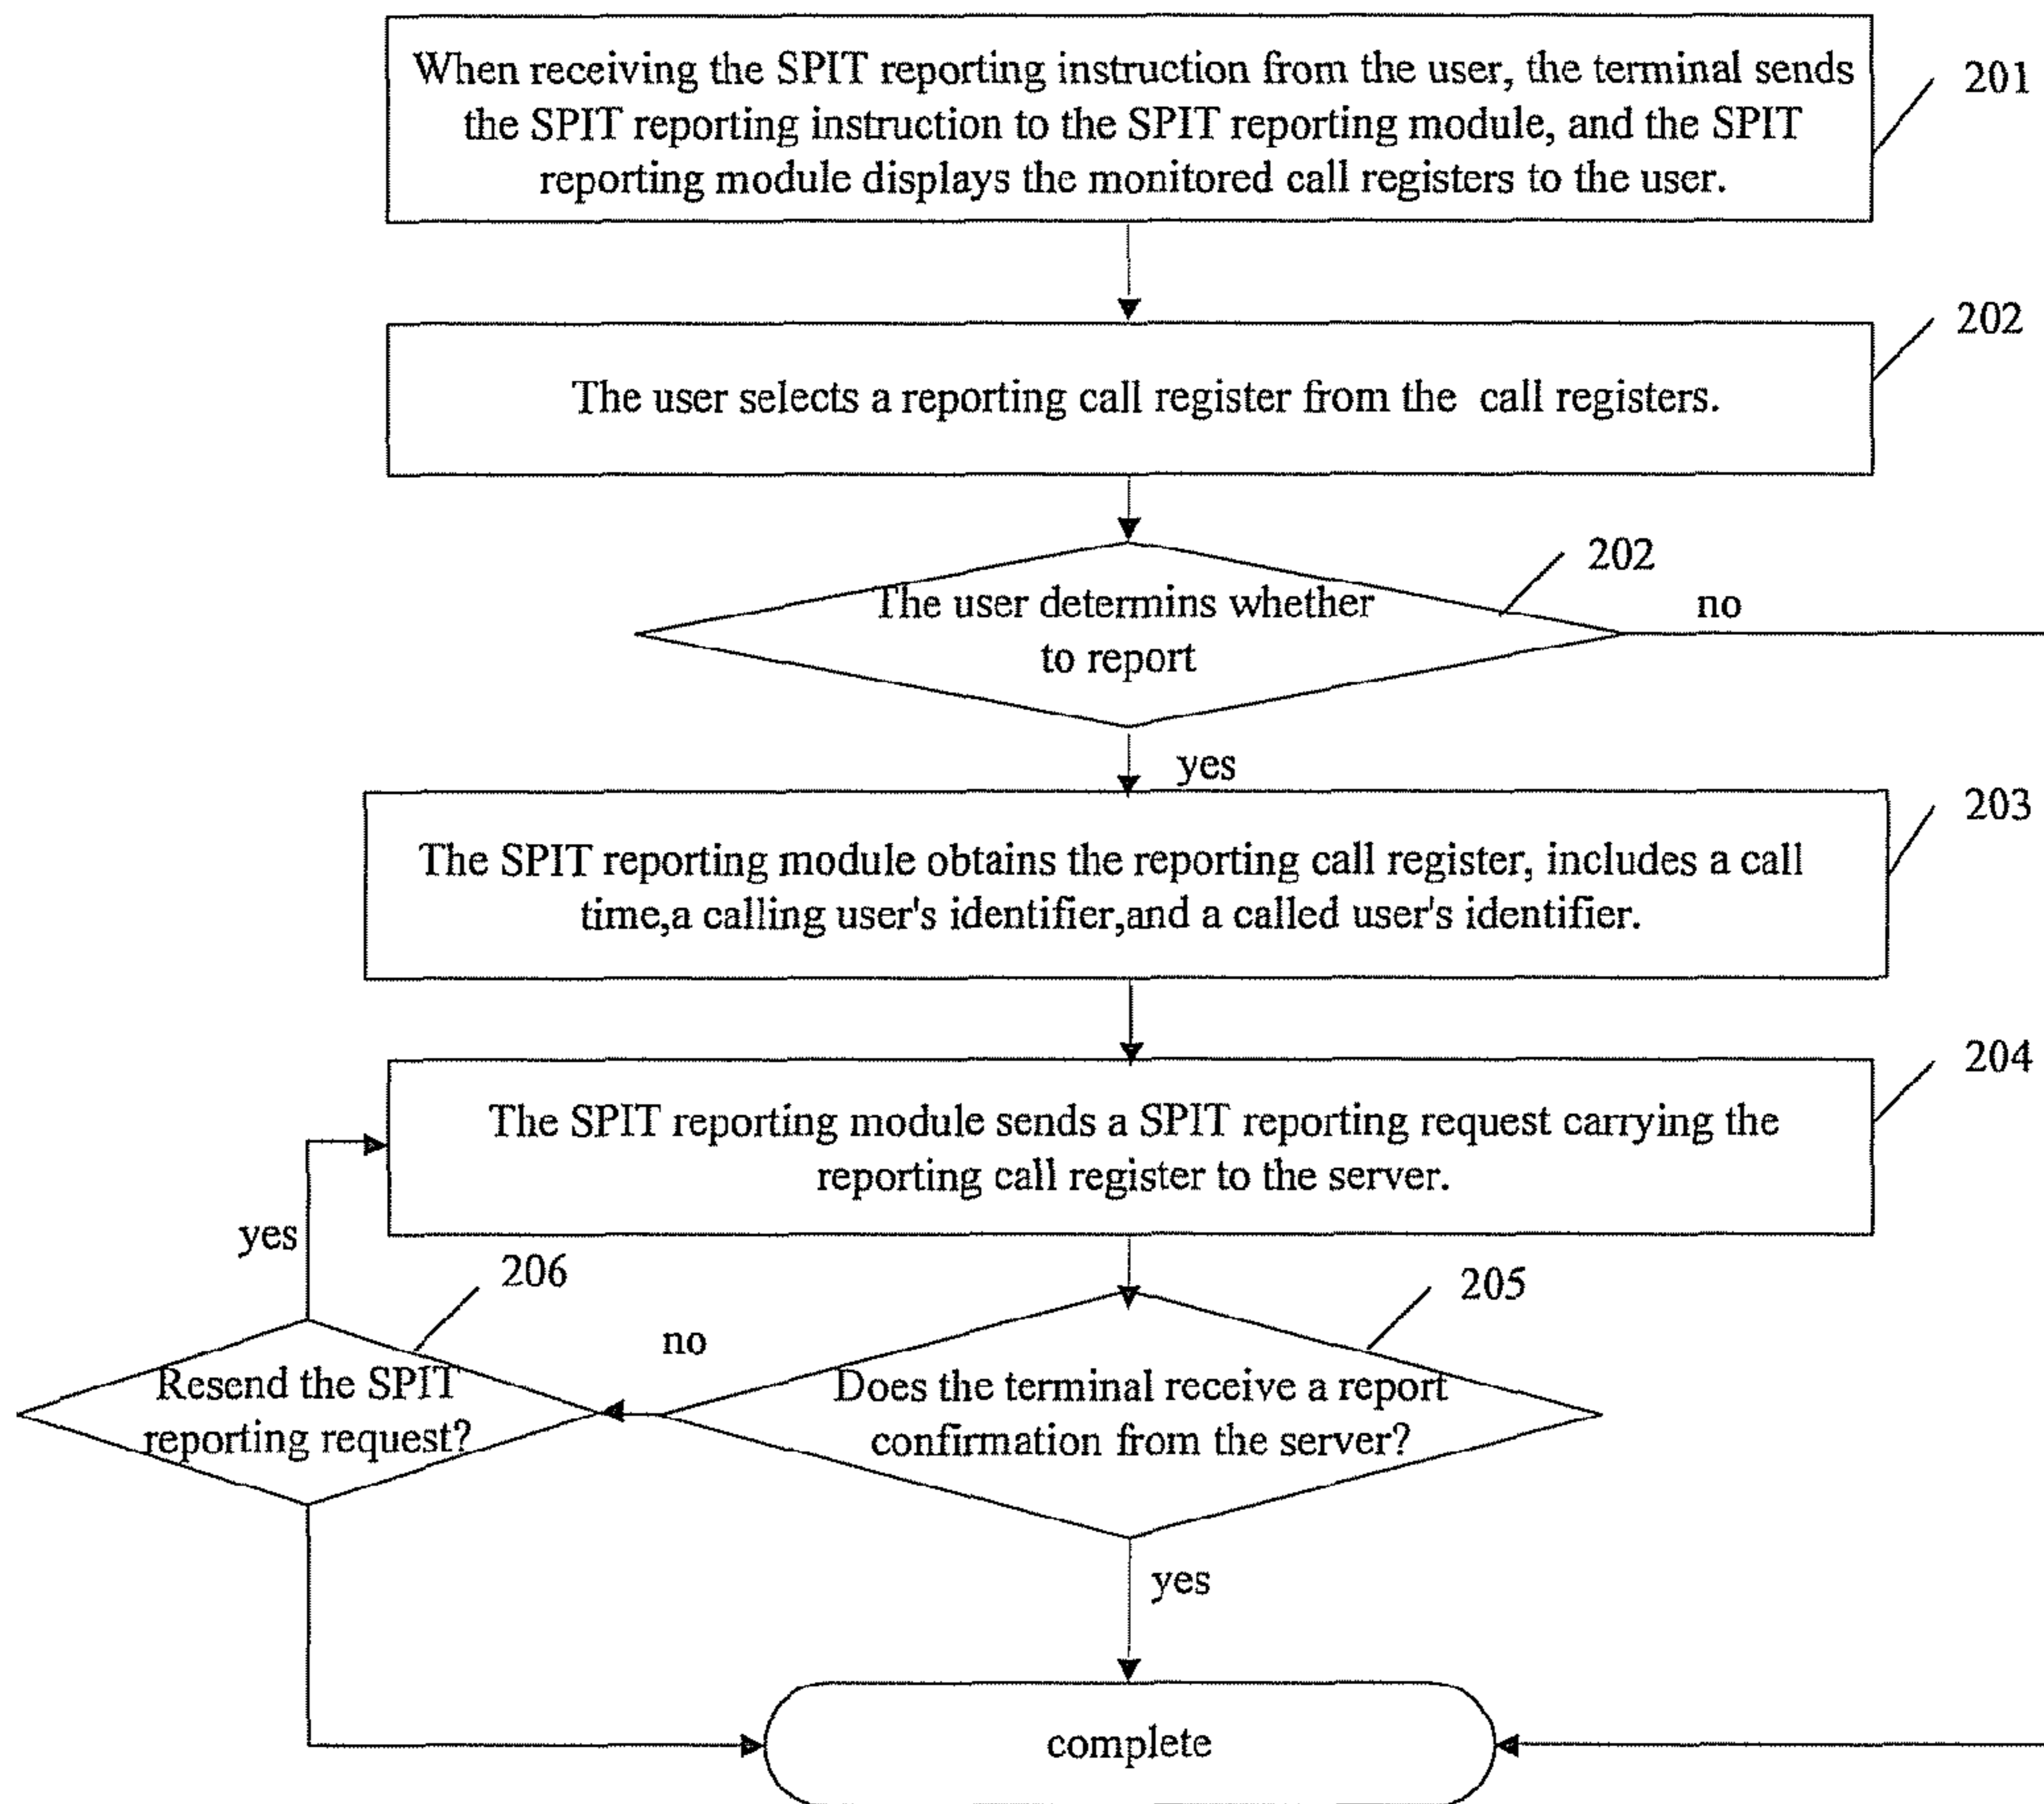 When receiving the SPIT reporting instruction from the user, the terminal sends
the SPIT reporting instruction to the SPIT reporting module, and the SPIT
reporting module displays the monitored call registers to the user.
201
202
The user selects a reporting call register from the call registers.
202
The user determins whether
to report
no
yes
203
The SPIT reporting module obtains the reporting call register, includes a call
time,a calling user's identifier,and a called user's identifier.
204
The SPIT reporting module sends a SPIT reporting request carrying the
reporting call register to the server.
yes
206
205
no
Resend the SPIT
reporting request?
Does the terminal receive a report
confirmation from the server?
yes
complete